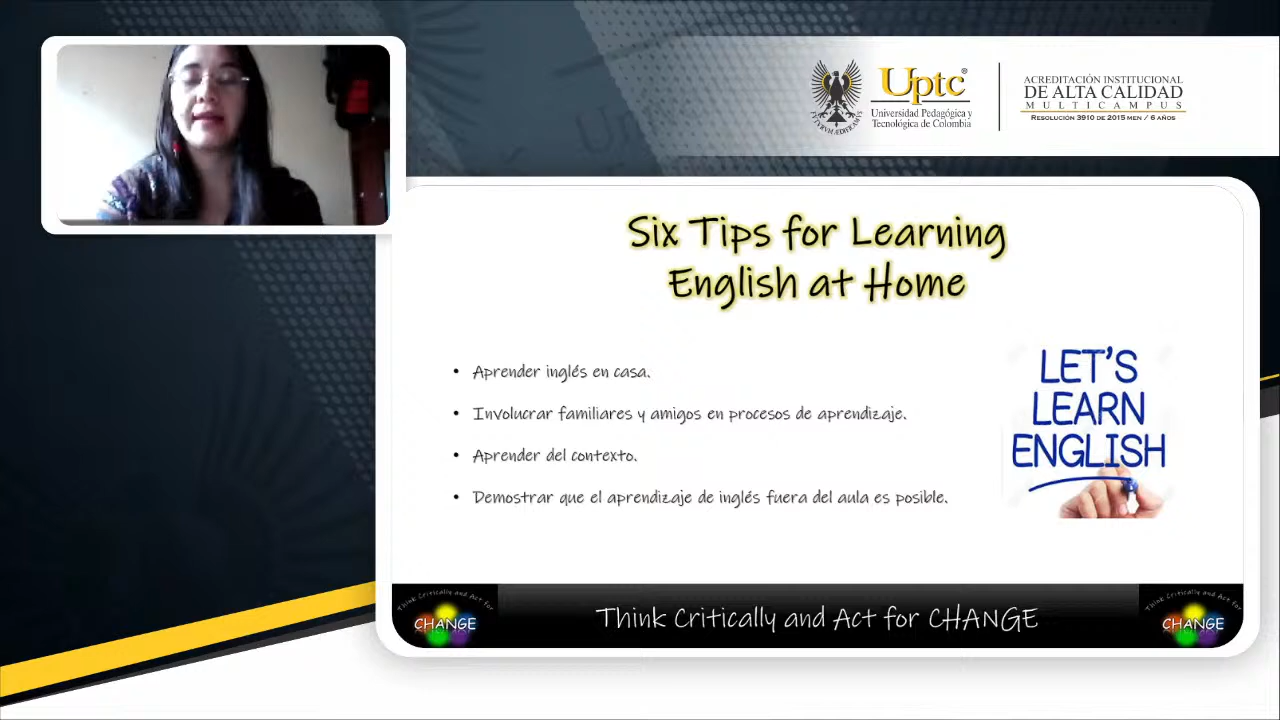 Uptc®
Universidad Pedagógica y
Tecnológica de Colombia
ACREDITACIÓN INSTITUCIONAL
DE ALTA CALIDAD
MULTICAMPUS
RESOLUCIÓN 3910 DE 2015 MEN / 6 AÑOS
Six Tips for Learning
English at Home
• Aprender inglés en casa.
• Involucrar familiares y amigos en procesos de aprendizaje.
• Aprender del contexto.
• Demostrar que el aprendizaje de inglés fuera del aula es posible.
LET'S
LEARN
ENGLISH
Think Critically and Act for
CHANGE
Think Critically and Act for CHANGE
Think Critically and Act for
CHANGE